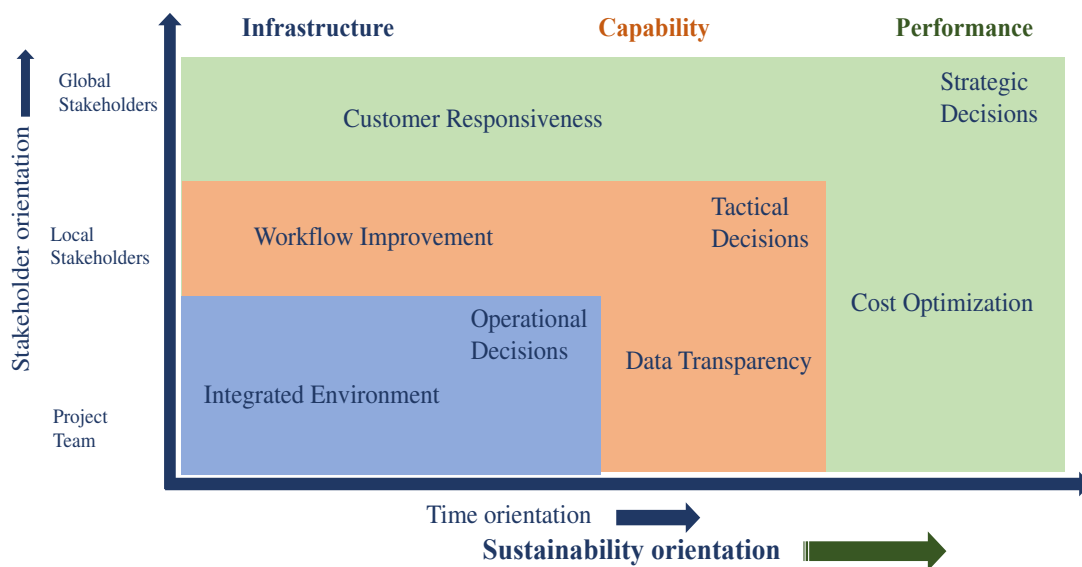 Infrastructure
Capability
Performance
Global
Stakeholders
Strategic
Decisions
Customer Responsiveness
Stakeholder orientation
Local
Stakeholders
Tactical
Decisions
Workflow Improvement
Cost Optimization
Operational
Decisions
Data Transparency
Integrated Environment
Project
Team
Time orientation
Sustainability orientation